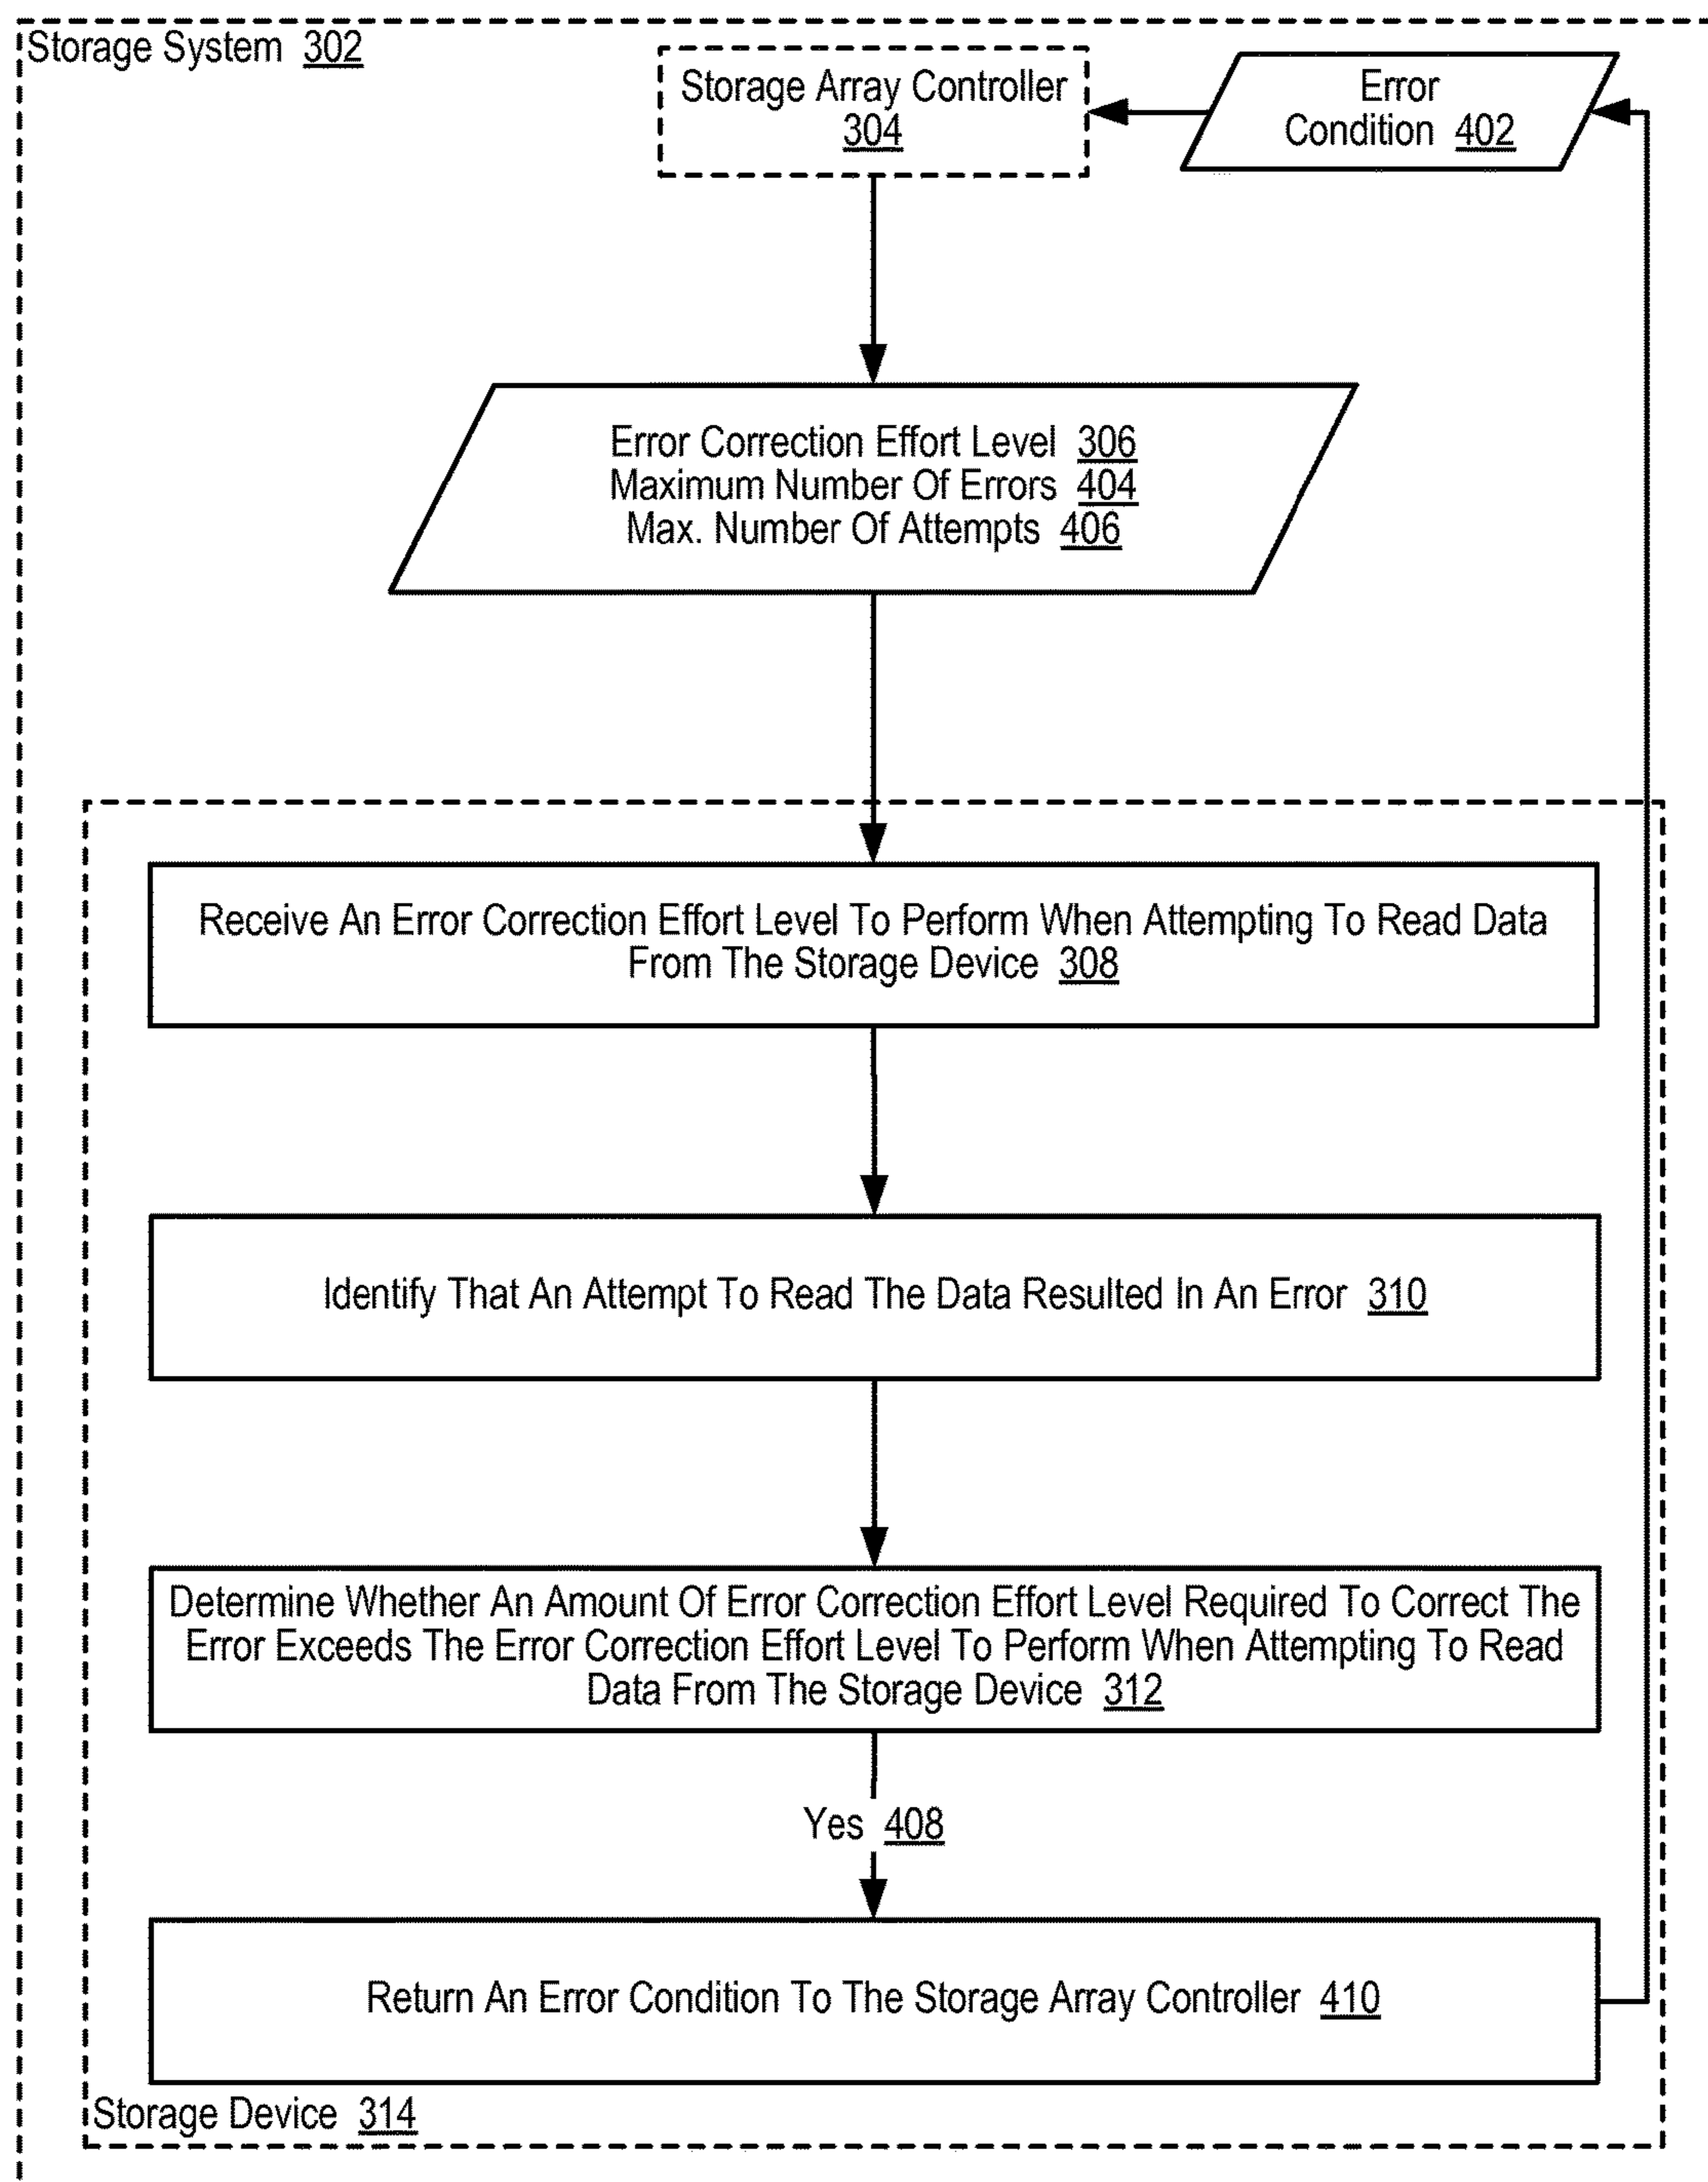 Storage System 302
Storage Array Controller
304
Error
Condition 402
Error Correction Effort Level 306
Maximum Number Of Errors 404
Max. Number Of Attempts 406
Receive An Error Correction Effort Level To Perform When Attempting To Read Data
From The Storage Device 308
Identify That An Attempt To Read The Data Resulted In An Error 310
Determine Whether An Amount Of Error Correction Effort Level Required To Correct The
Error Exceeds The Error Correction Effort Level To Perform When Attempting To Read
Data From The Storage Device 312
Yes 408
Return An Error Condition To The Storage Array Controller 410
Storage Device 314